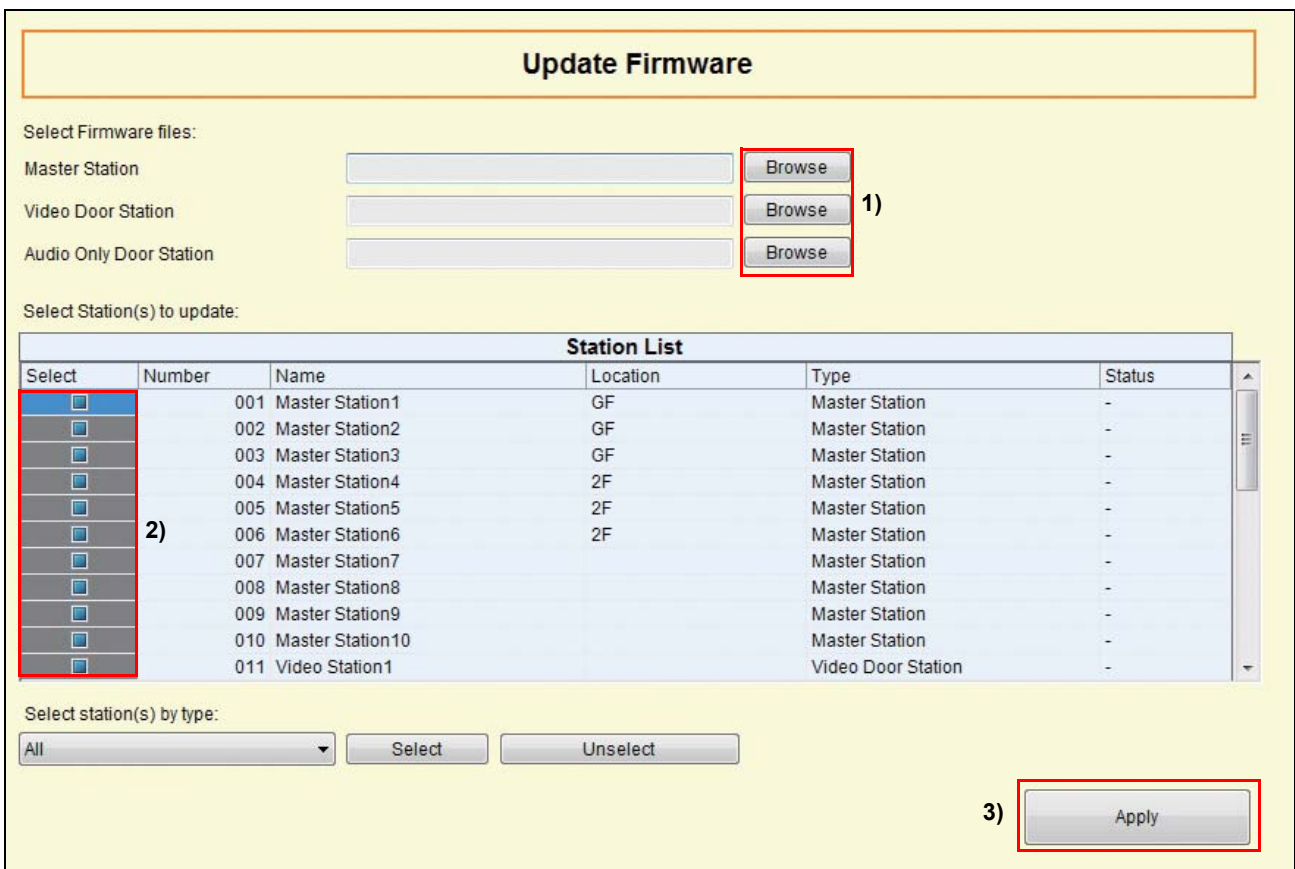 Update Firmware
Select Firmware files:
Master Station Browse
Video Door Station Browse 1)
Audio Only Door Station Browse
Select Station(s) to update:
Station List
Select Number Name Location Type Status
001 Master Station1 GF Master Station -
002 Master Station2 GF Master Station -
003 Master Station3 GF Master Station -
004 Master Station4 2F Master Station -
005 Master Station5 2F Master Station -
2) 006 Master Station6 2F Master Station -
007 Master Station7 Master Station -
008 Master Station8 Master Station -
009 Master Station9 Master Station -
010 Master Station10 Master Station -
011 Video Station1 Video Door Station -
Select station(s) by type:
All Select Unselect
3) Apply